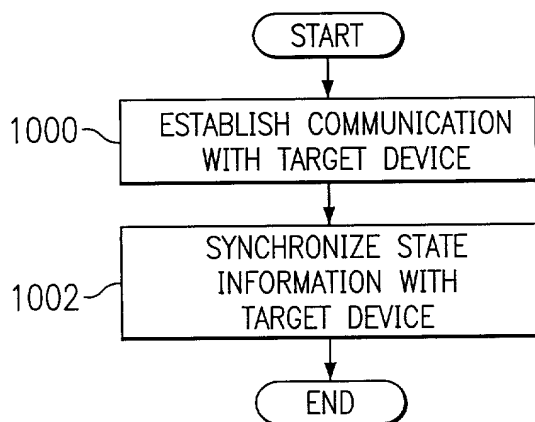 START
1000
ESTABLISH COMMUNICATION
WITH TARGET DEVICE
SYNCHRONIZE STATE
INFORMATION WITH
1002
TARGET DEVICE
END